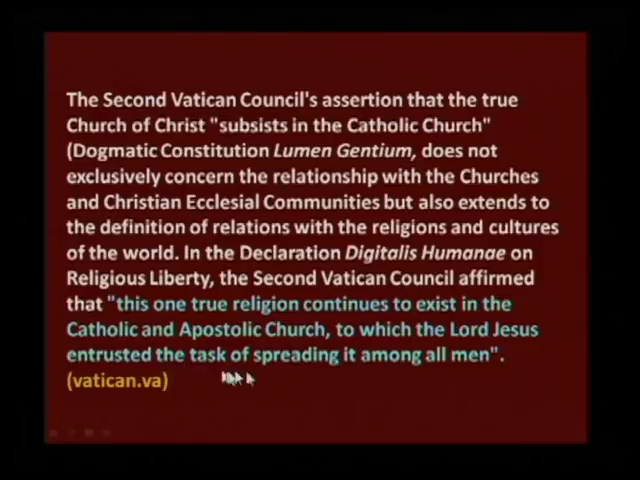 The Second Vatican Council's assertion that the true
Church of Christ "subsists in the Catholic Church"
(Dogmatic Constitution Lumen Gentium, does not
exclusively concern the relationship with the Churches
and Christian Ecclesial Communities but also extends to
the definition of relations with the religions and cultures
of the world. In the Declaration Digitalis Humanae on
Religious Liberty, the Second Vatican Council affirmed
that "this one true religion continues to exist in the
Catholic and Apostolic Church, to which the Lord Jesus
entrusted the task of spreading it among all men".
(vatican.va)